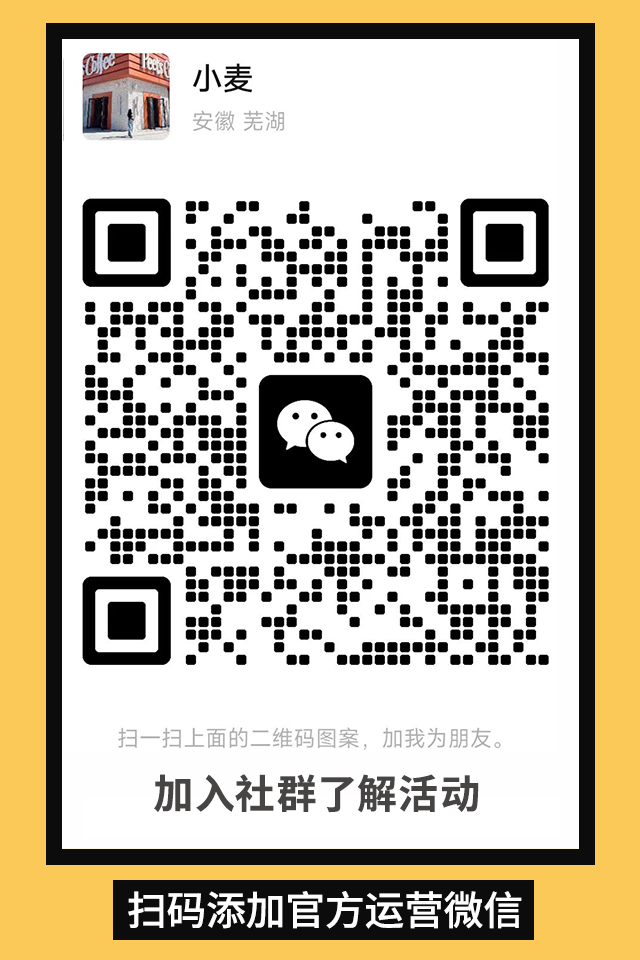 Coffee Peet's C
小麦
安徽 芜湖
扫一扫上面的二维码图案，加我为朋友。
加入社群了解活动
扫码添加官方运营微信